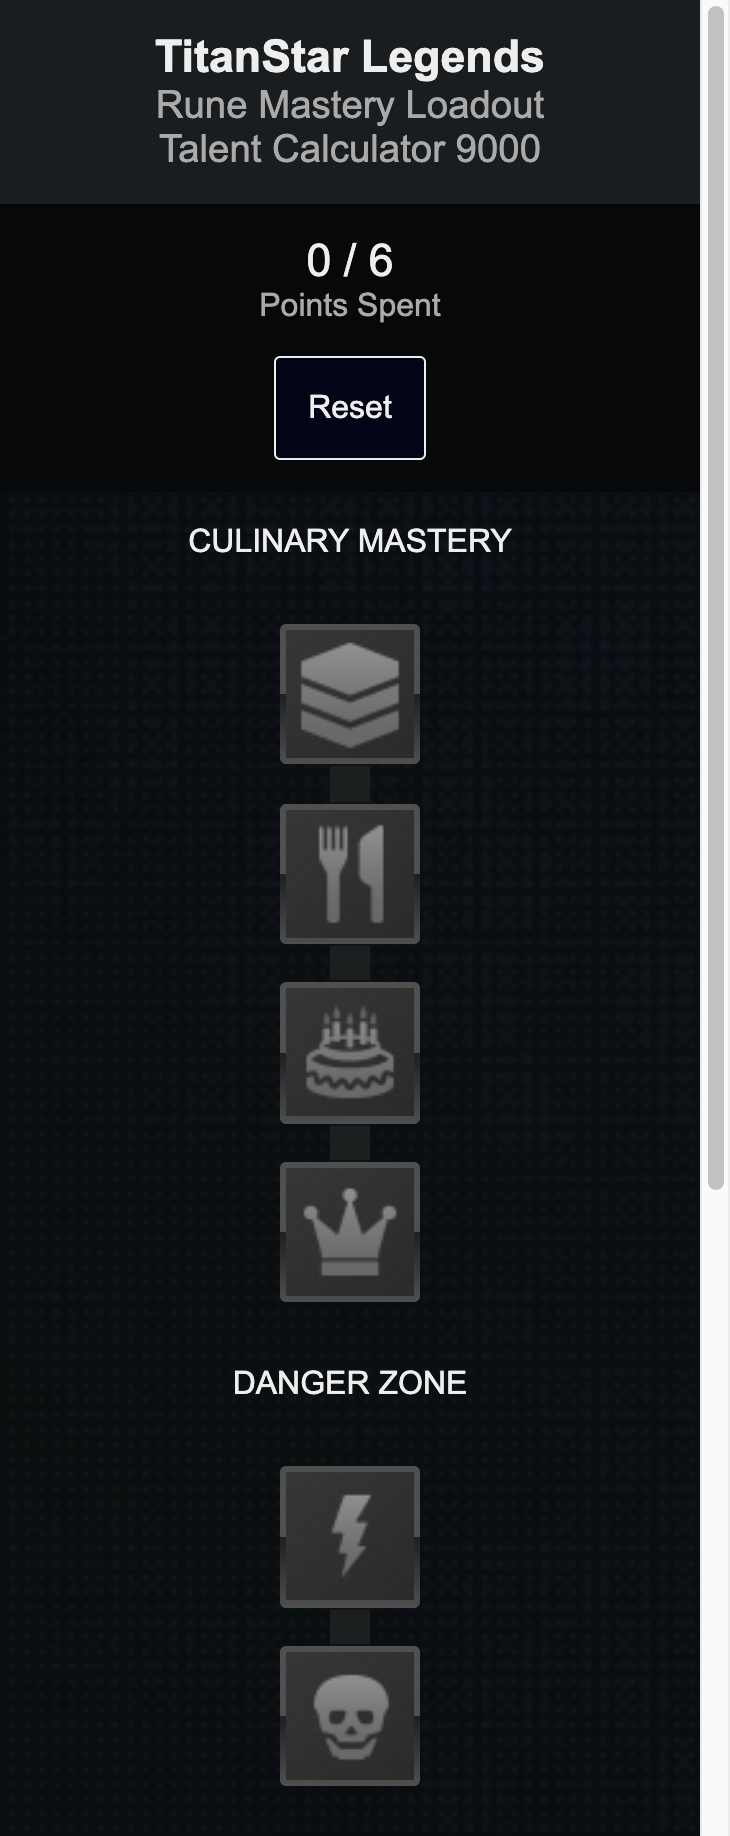 TitanStar Legends
Rune Mastery Loadout
Talent Calculator 9000
0 / 6
Points Spent
Reset
CULINARY MASTERY
DANGER ZONE